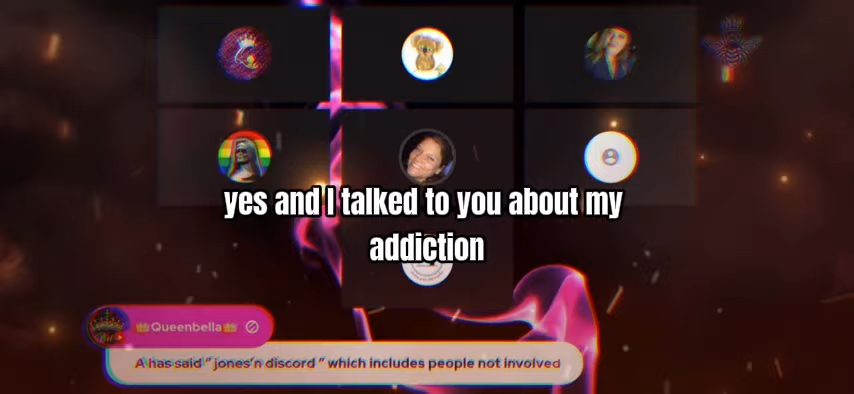 yes and I talked to you about my
addiction
👑Queenbella👑
A has said " jones'n discord " which includes people not involved